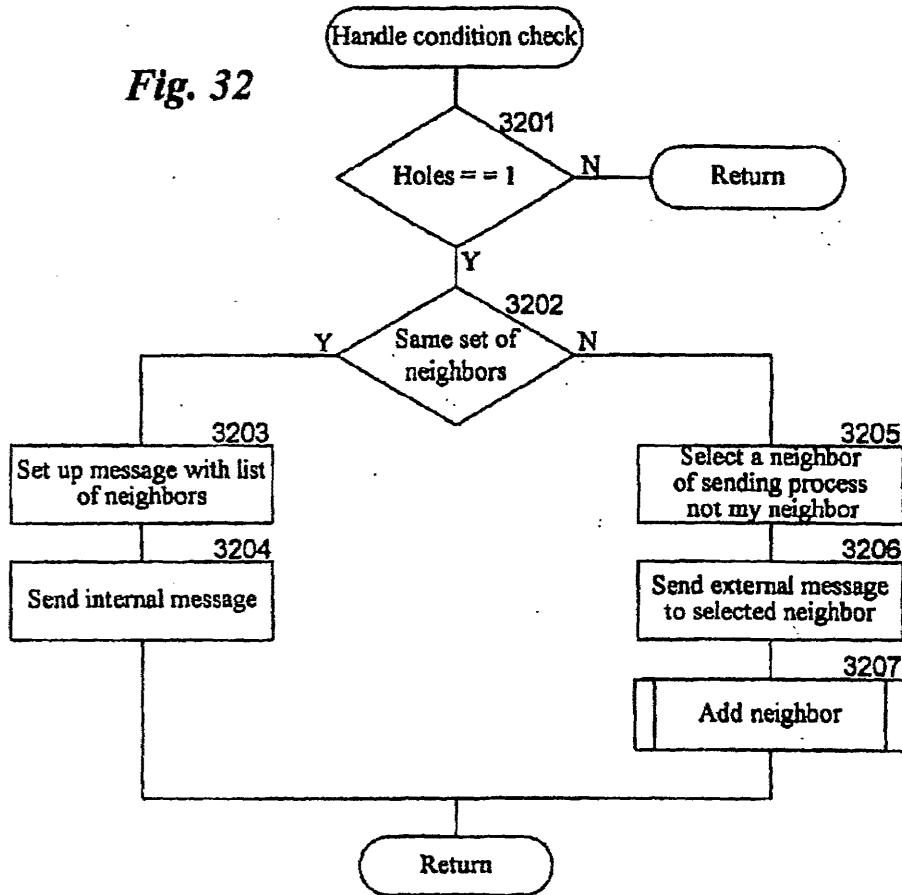 Handle condition check
Fig. 32
3201
Holes = = 1
N
Return
Y
3202
Same set of
neighbors
Y
N
3203
Set up message with list
of neighbors
3204
Send internal message
3205
Select a neighbor
of sending process
not my neighbor
3206
Send external message
to selected neighbor
3207
Add neighbor
Return